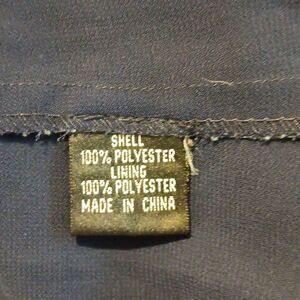 SHELL
100% POLYESTER
LINING
100% POLYESTER
MADE IN CHINA